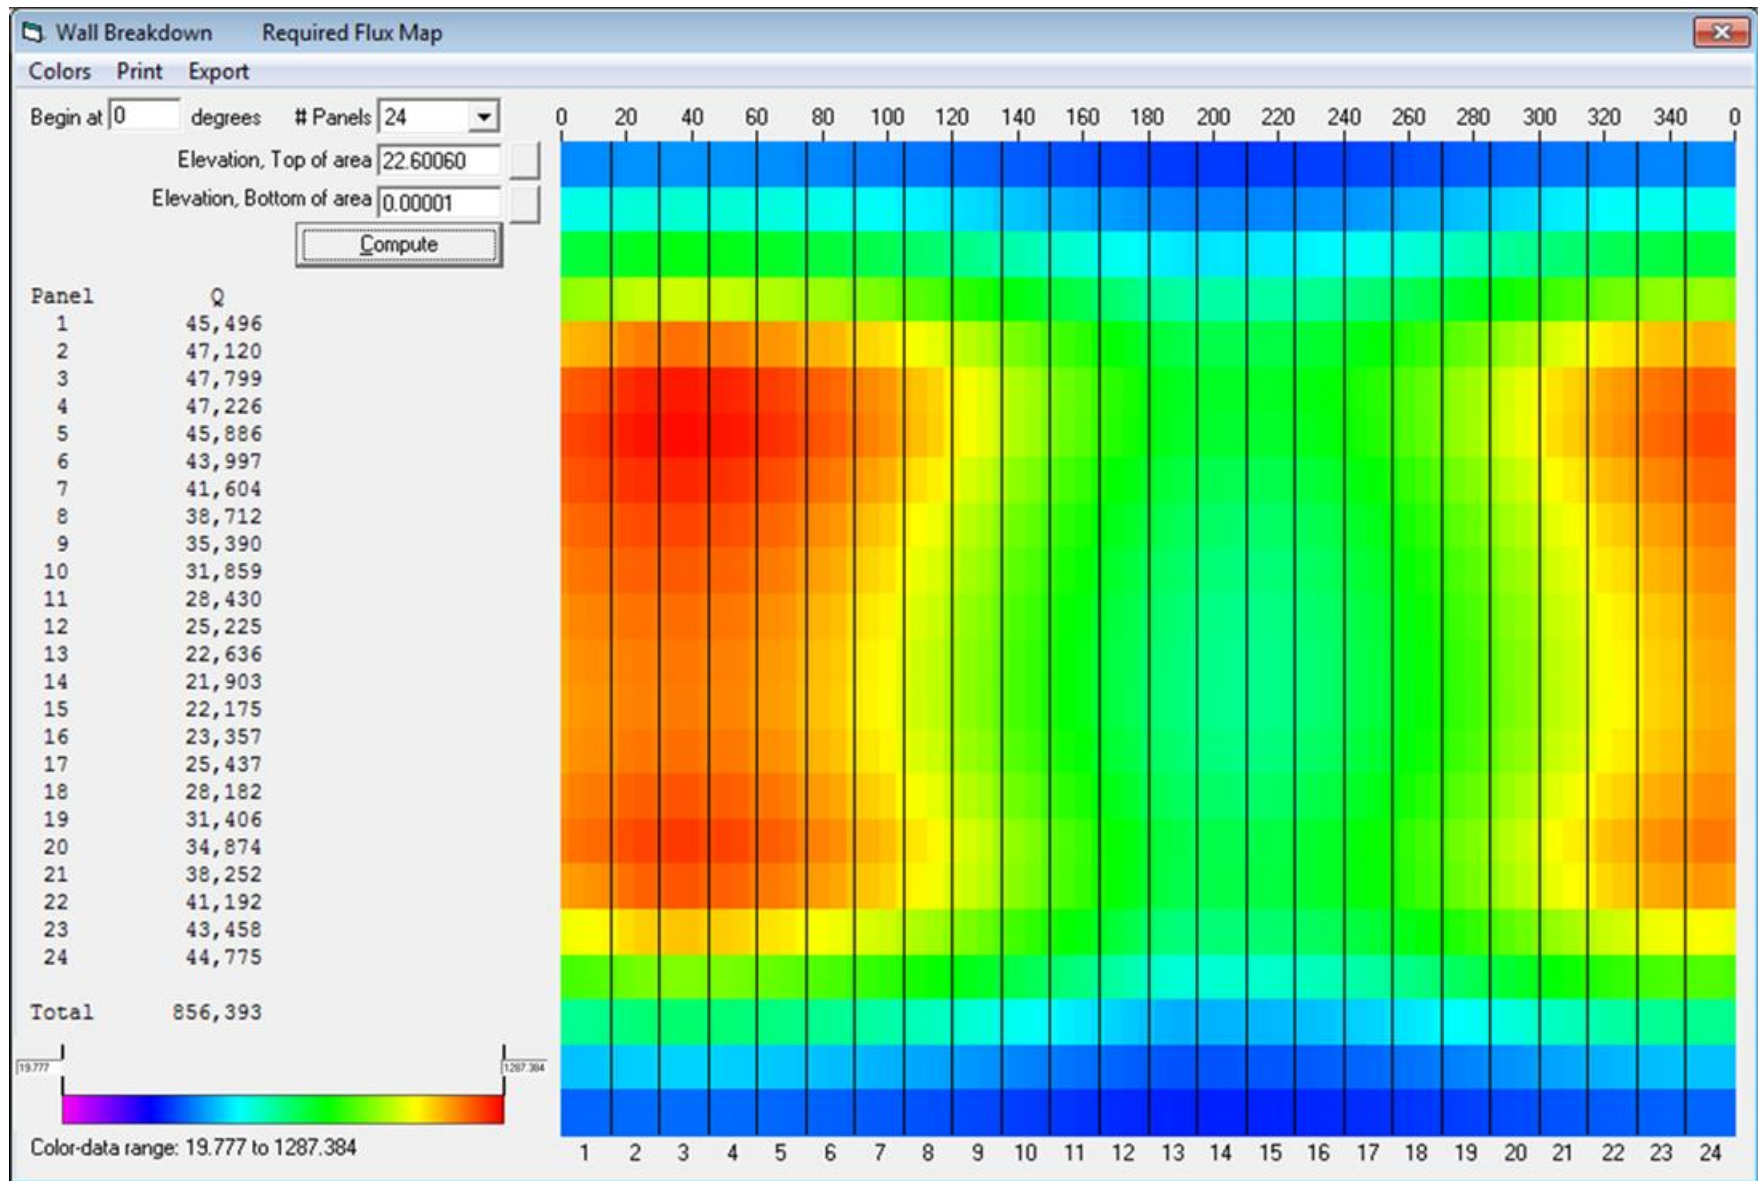 Wall Breakdown Required Flux Map
Colors Print Export
Begin at 0 degrees # Panels 24
Elevation, Top of area 22.60060
Elevation, Bottom of area 0.00001
Compute
Panel Q
1 45,496
2 47,120
3 47,799
4 47,226
5 45,886
6 43,997
7 41,604
8 38,712
9 35,390
10 31,859
11 28,430
12 25,225
13 22,636
14 21,903
15 22,175
16 23,357
17 25,437
18 28,182
19 31,406
20 34,874
21 38,252
22 41,192
23 43,458
24 44,775
Total 856,393
19.777 1287.384
Color-data range: 19.777 to 1287.384
0 20 40 60 80 100 120 140 160 180 200 220 240 260 280 300 320 340 0
1 2 3 4 5 6 7 8 9 10 11 12 13 14 15 16 17 18 19 20 21 22 23 24